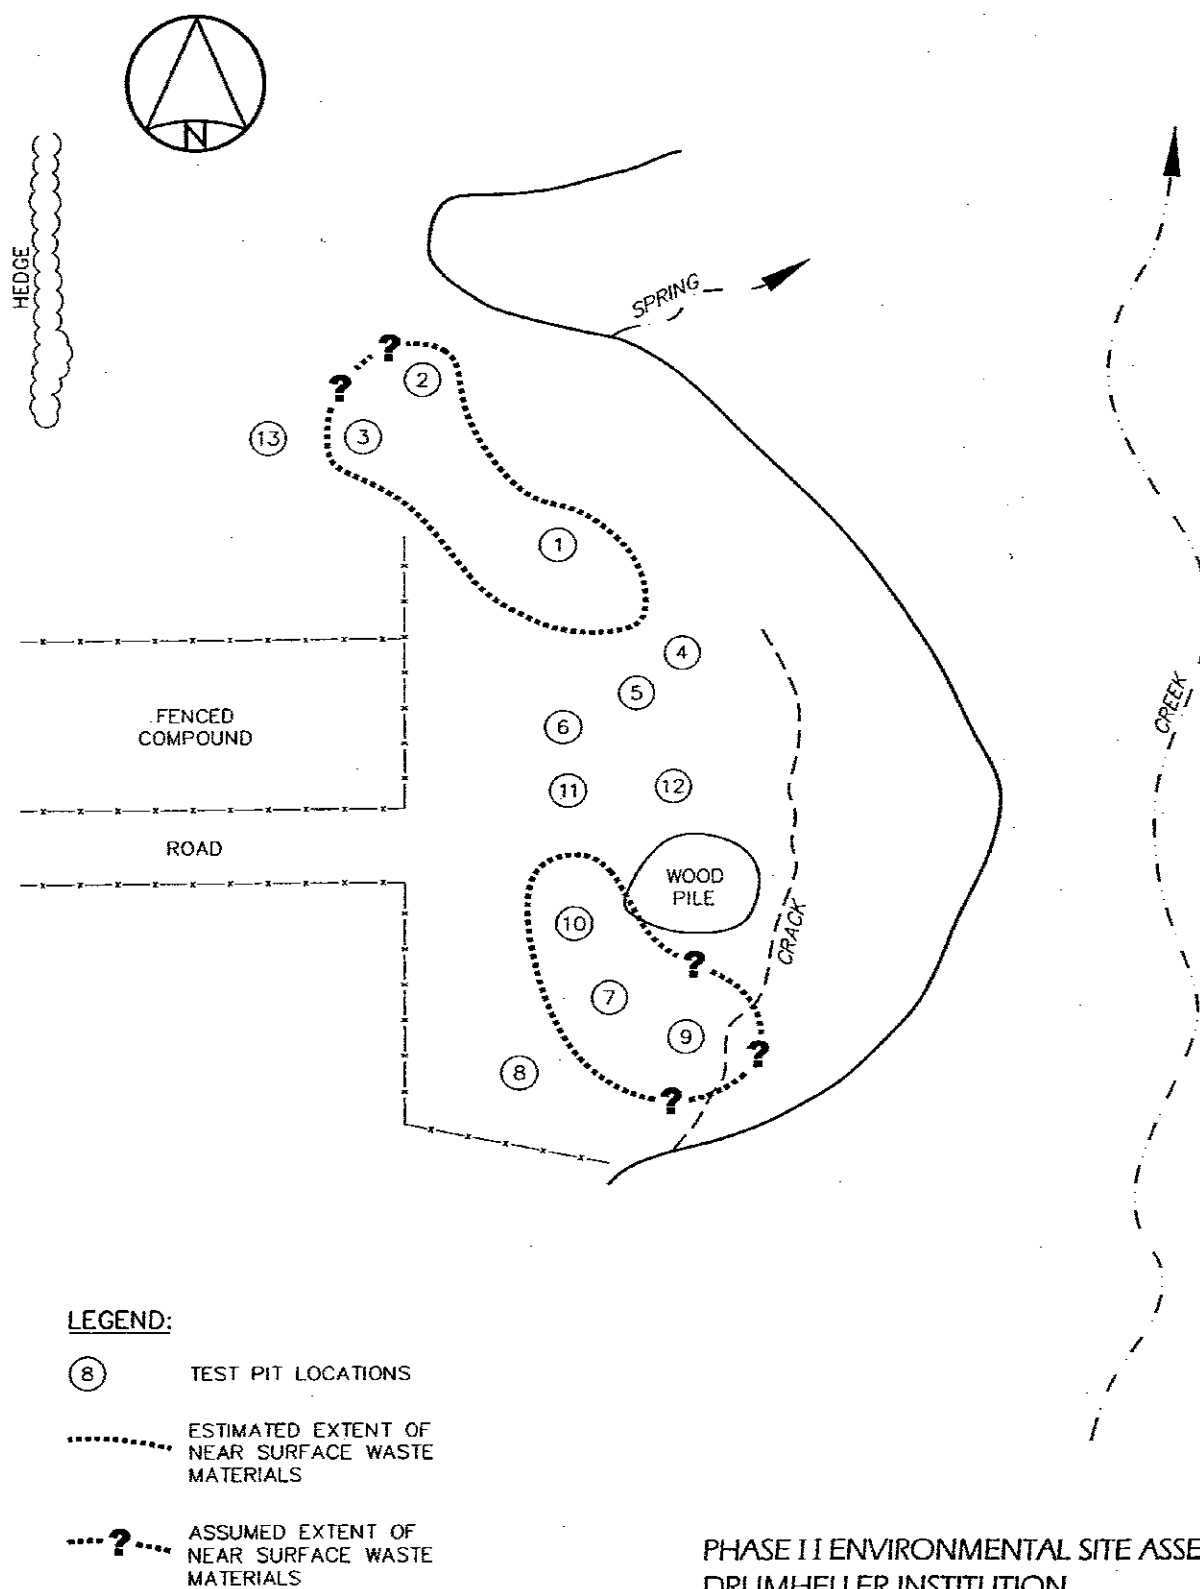 N
HEDGE
SPRING
?
?
2
13
3
1
4
5
6
FENCED
COMPOUND
CREEK
11
12
ROAD
WOOD
PILE
10
CRACK
?
7
9
?
8
?
LEGEND:
8 TEST PIT LOCATIONS
ESTIMATED EXTENT OF
NEAR SURFACE WASTE
MATERIALS
? ASSUMED EXTENT OF
NEAR SURFACE WASTE
MATERIALS
PHASE II ENVIRONMENTAL SITE ASSE
DRUMHELLER INSTITUTION